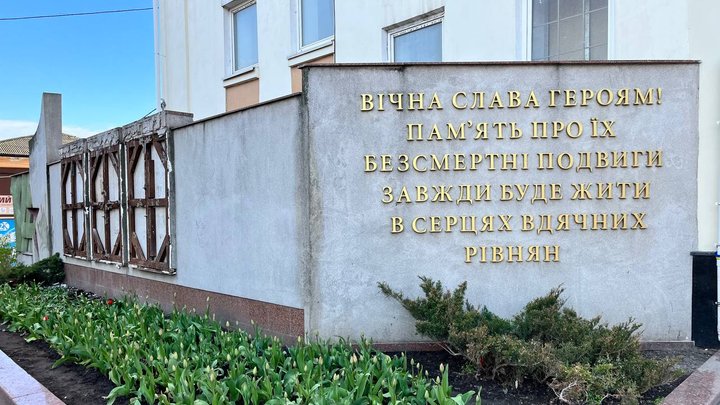 ВІЧНА СЛАВА ГЕРОЯМ!
ПАМ'ЯТЬ ПРО ЇХ
БЕЗСМЕРТНІ ПОДВИГИ
ЗАВЖДИ БУДЕ ЖИТИ
В СЕРЦЯХ ВДЯЧНИХ
РІВНЯН